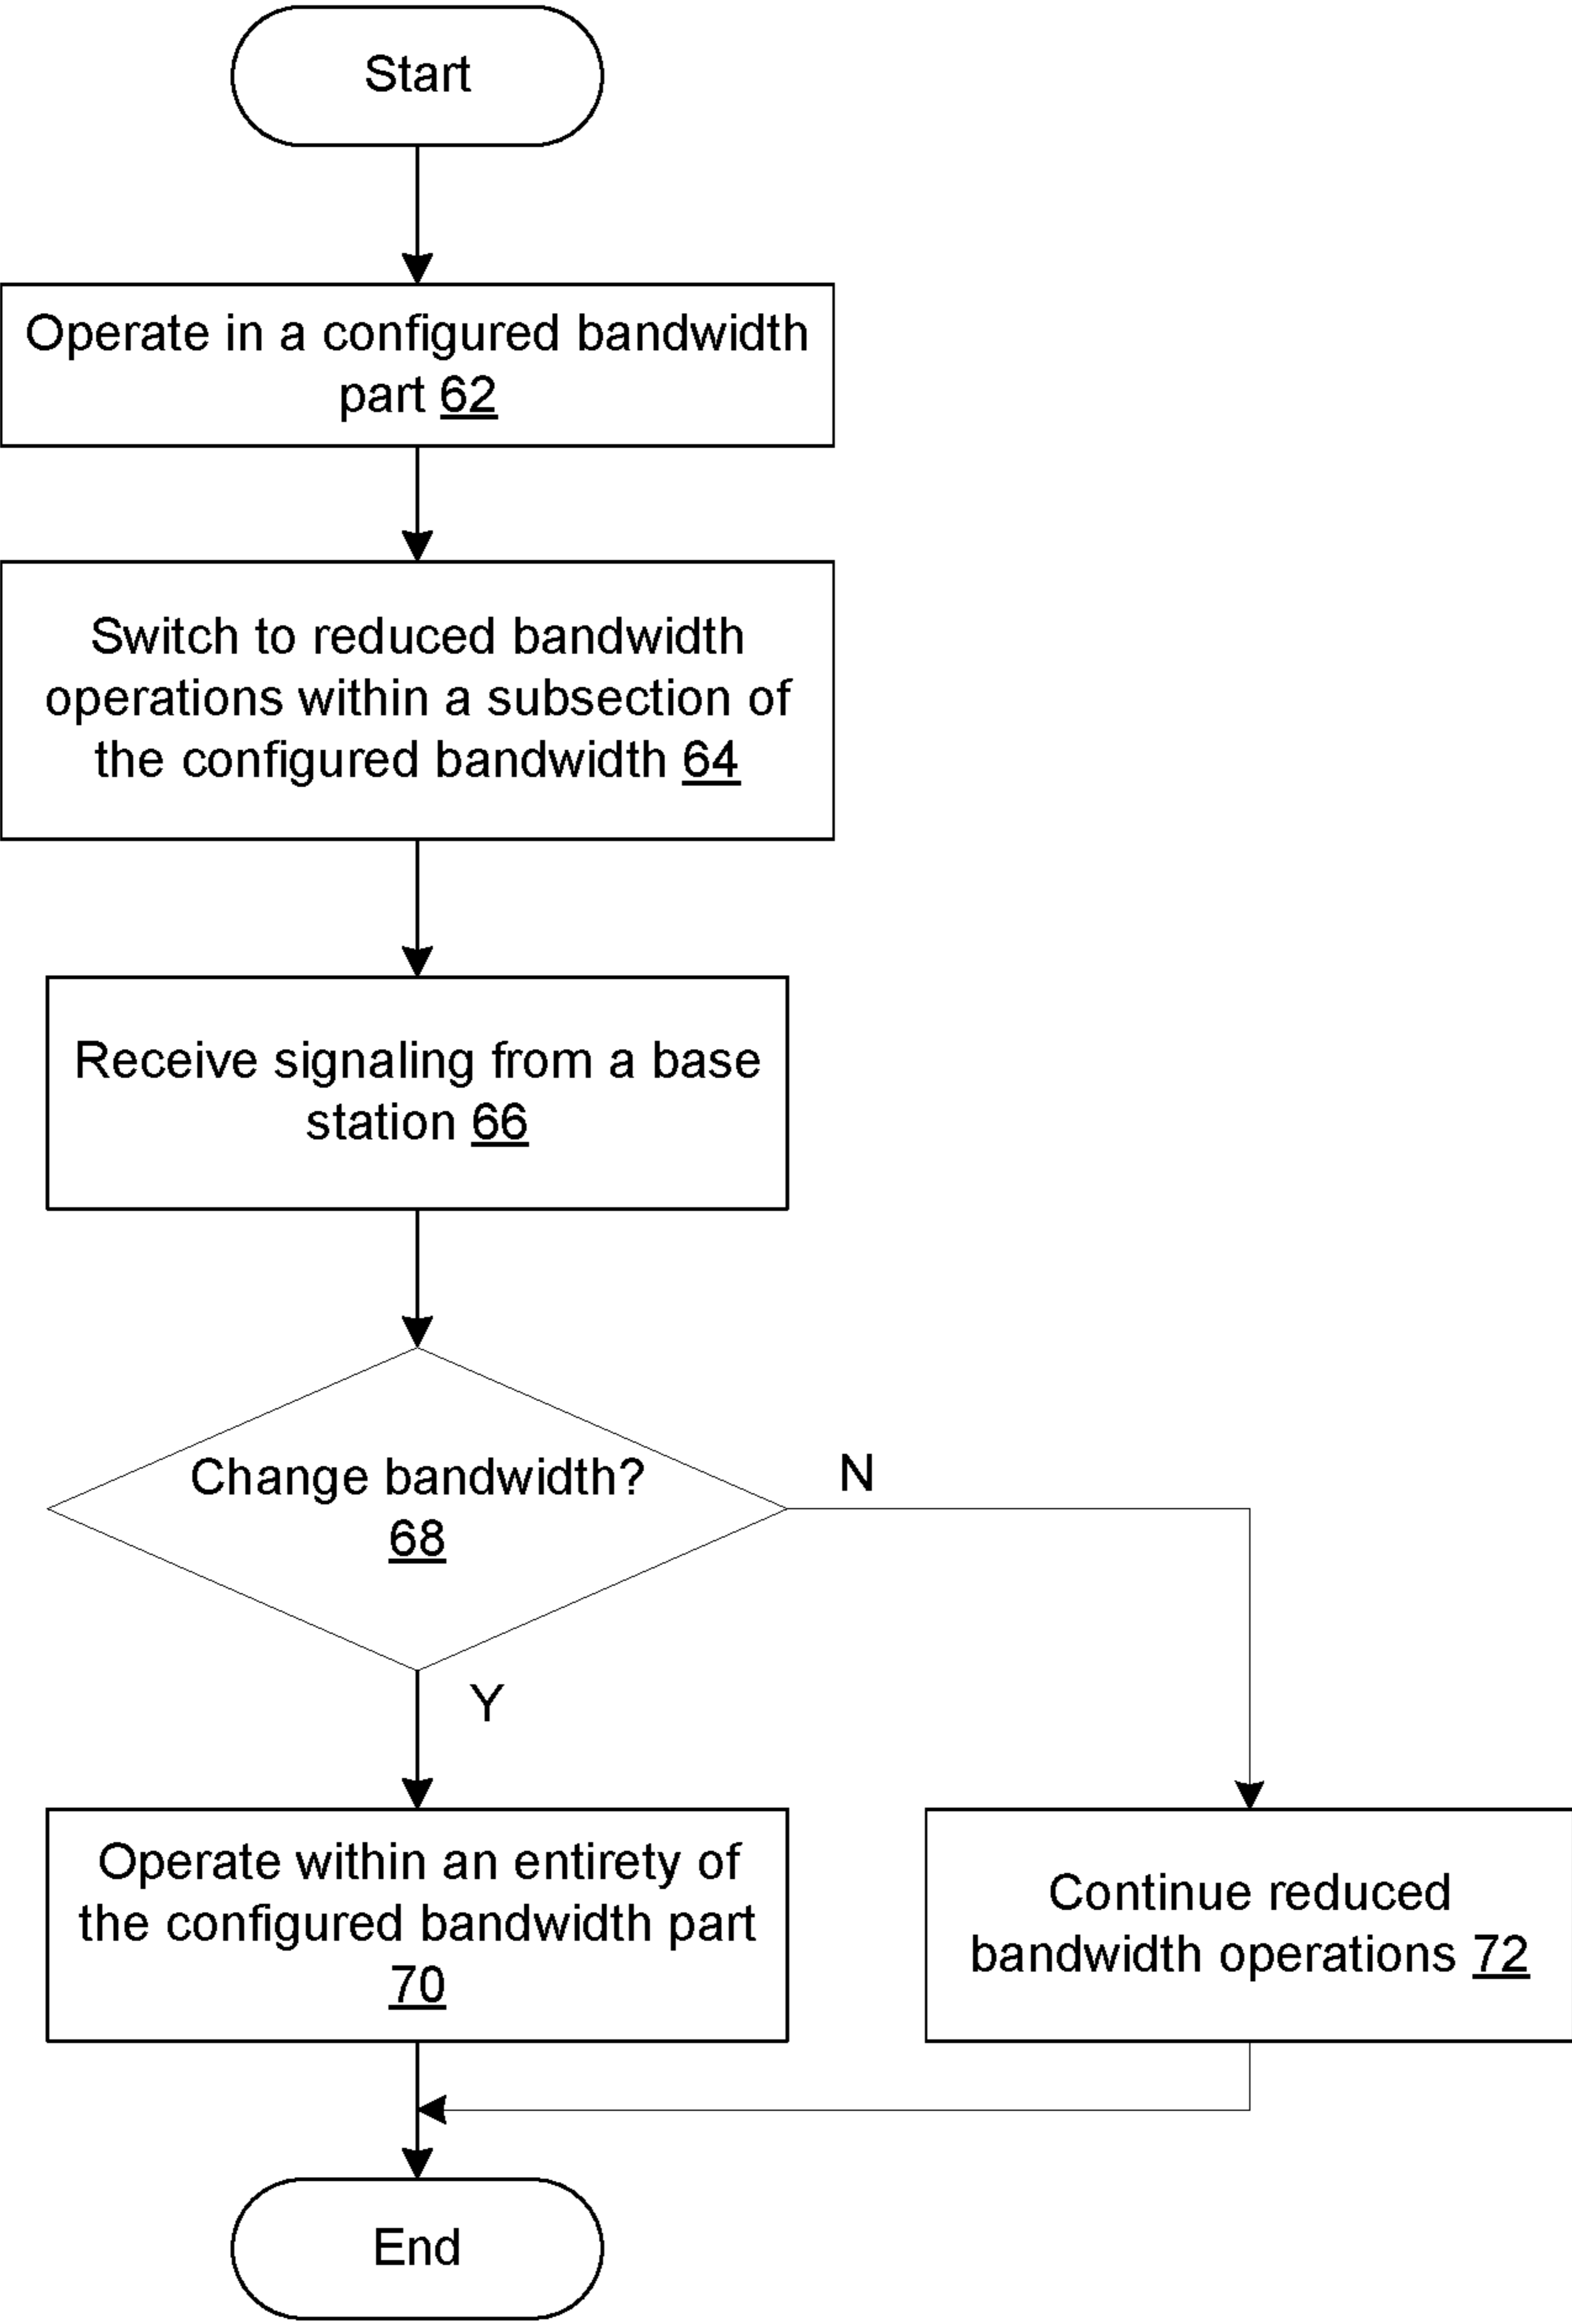 Start
Operate in a configured bandwidth
part 62
Switch to reduced bandwidth
operations within a subsection of
the configured bandwidth 64
Receive signaling from a base
station 66
Change bandwidth?
68
N
Y
Operate within an entirety of
the configured bandwidth part
70
Continue reduced
bandwidth operations 72
End